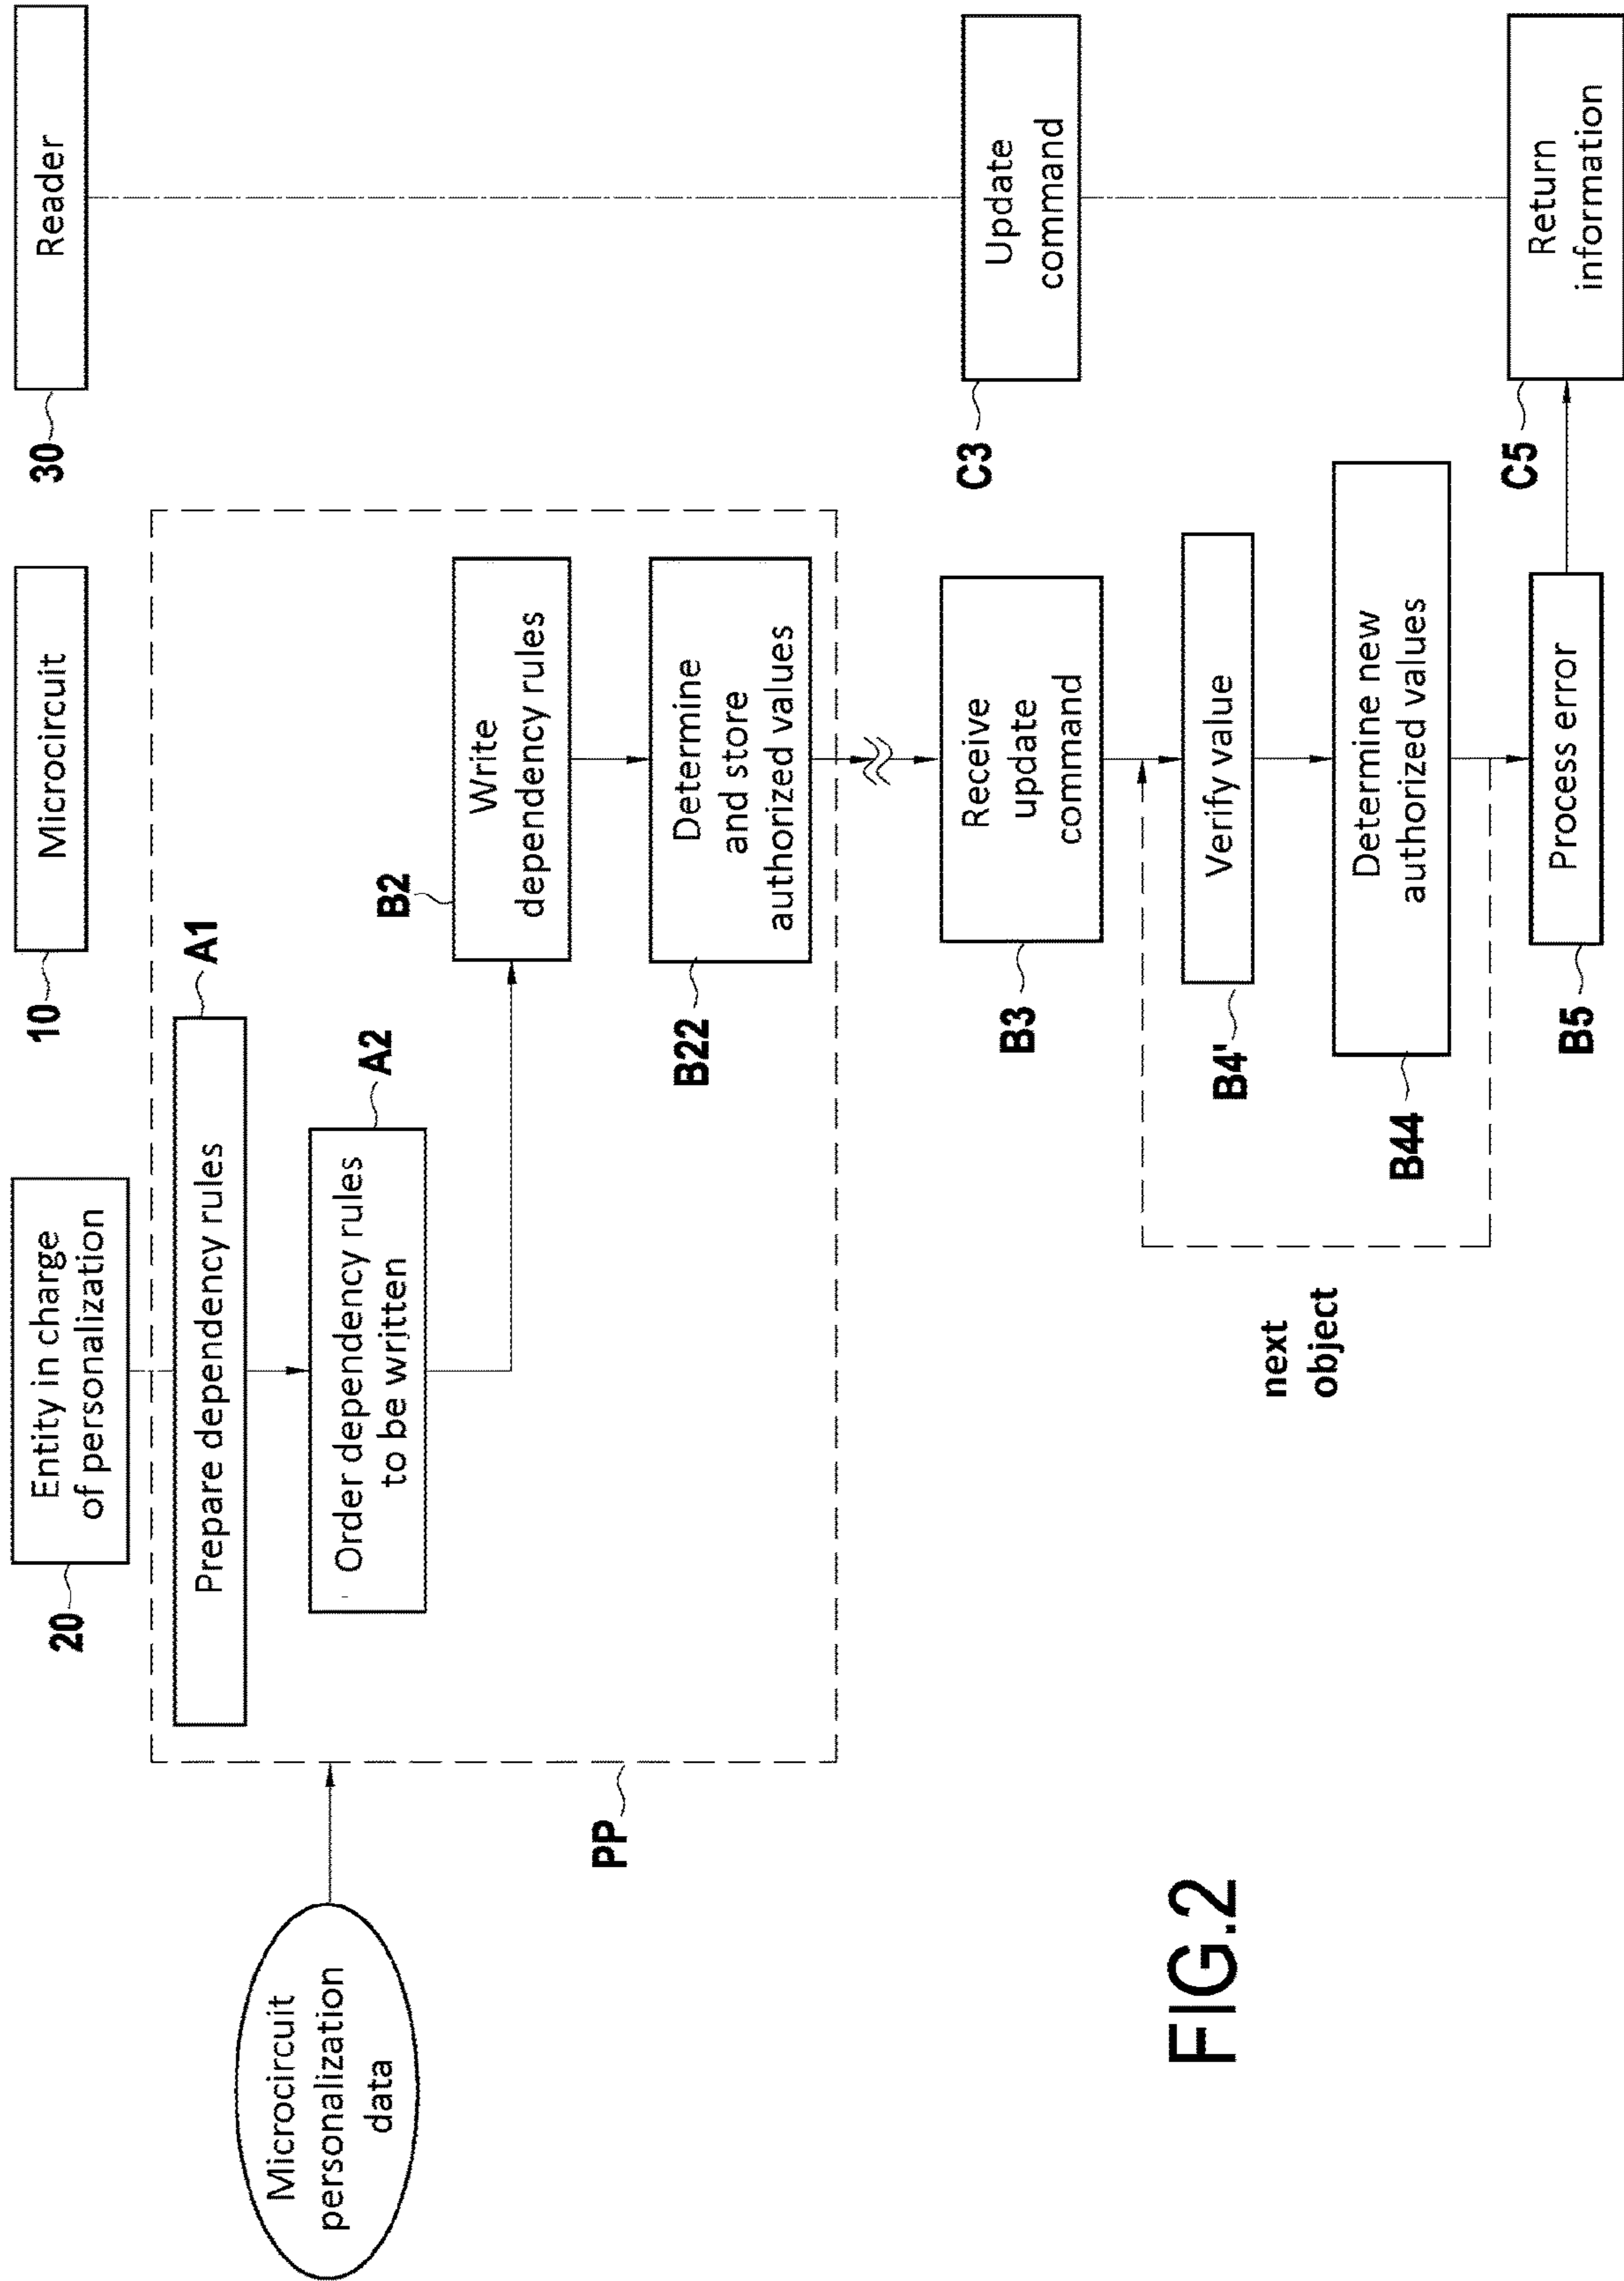 20
Entity in charge
of personalization
10
Microcircuit
30
Reader
Microcircuit
personalization
data
PP
Prepare dependency rules
A1
Order dependency rules
to be written
A2
B2
Write
dependency rules
B22
Determine
and store
authorized values
B3
Receive
update
command
C3
Update
command
next
object
B4'
Verify value
B44
Determine new
authorized values
B5
Process error
C5
Return
information
FIG.2